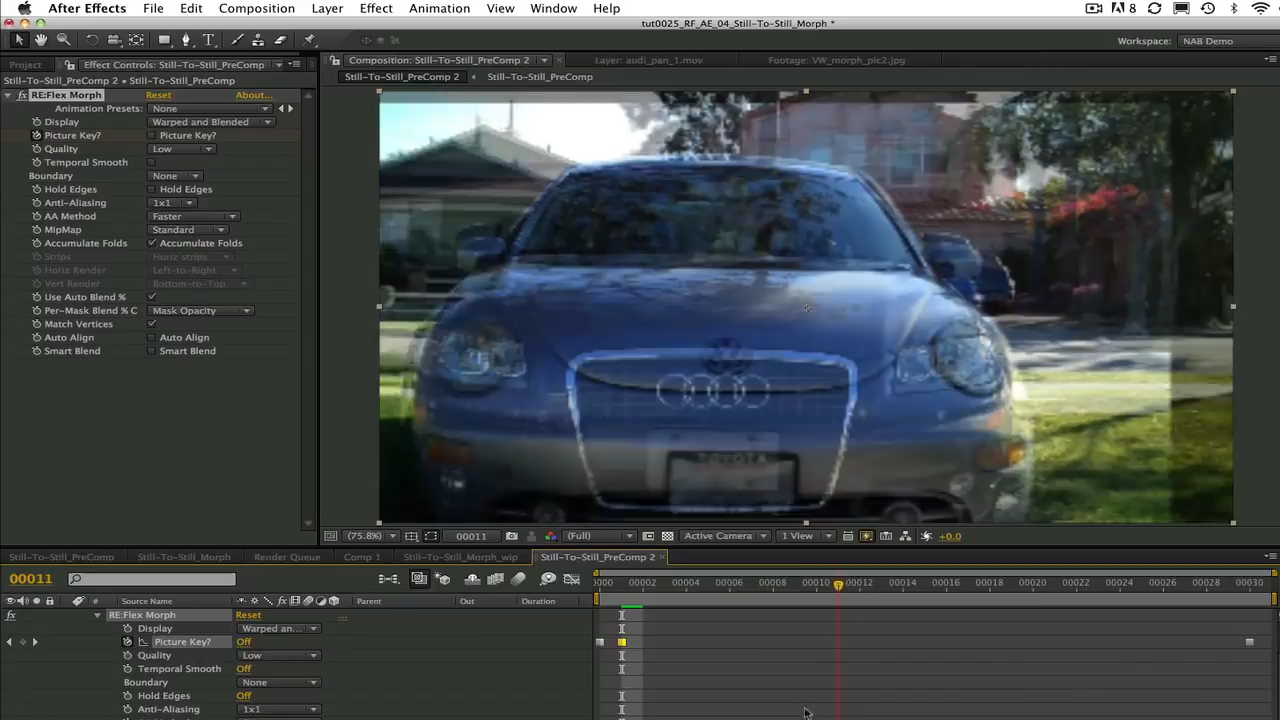 After Effects File Edit Composition Layer Effect Animation View Window Help
8
tut0025_RF_AE_04_Still-To-Still_Morph *
Workspace: NAB Demo
Project Effect Controls: Still-To-Still_PreComp
Composition: Still-To-Still_PreComp 2
Layer: audi_pan_1.mov
Footage: VW_morph_pic2.jpg
Still-To-Still_PreComp 2 • Still-To-Still_PreComp
Still-To-Still_PreComp 2
Still-To-Still_PreComp
fx RE:Flex Morph Reset About...
Animation Presets: None
Display Warped and Blended
Picture Key? Picture Key?
Quality Low
Temporal Smooth
Boundary None
Hold Edges Hold Edges
Anti-Aliasing 1x1
AA Method Faster
MipMap Standard
Accumulate Folds Accumulate Folds
Strips Horiz strips
Horiz Render Left-to-Right
Vert Render Bottom-to-Top
Use Auto Blend %
Per-Mask Blend % C Mask Opacity
Match Vertices
Auto Align Auto Align
Smart Blend Smart Blend
TOYOTA
(75.8%) 00011 (Full) Active Camera 1 View +0.0
Still-To-Still_PreComp Still-To-Still_Morph Render Queue Comp 1 Still-To-Still_Morph_wip Still-To-Still_PreComp 2
00011
0000 00002 00004 00006 00008 00010 00012 00014 00016 00018 00020 00022 00024 00026 00028 00030
# Source Name Parent Out Duration
fx RE:Flex Morph Reset ...
Display Warped an...
Picture Key? Off
Quality Low
Temporal Smooth Off
Boundary None
Hold Edges Off
Anti-Aliasing 1x1